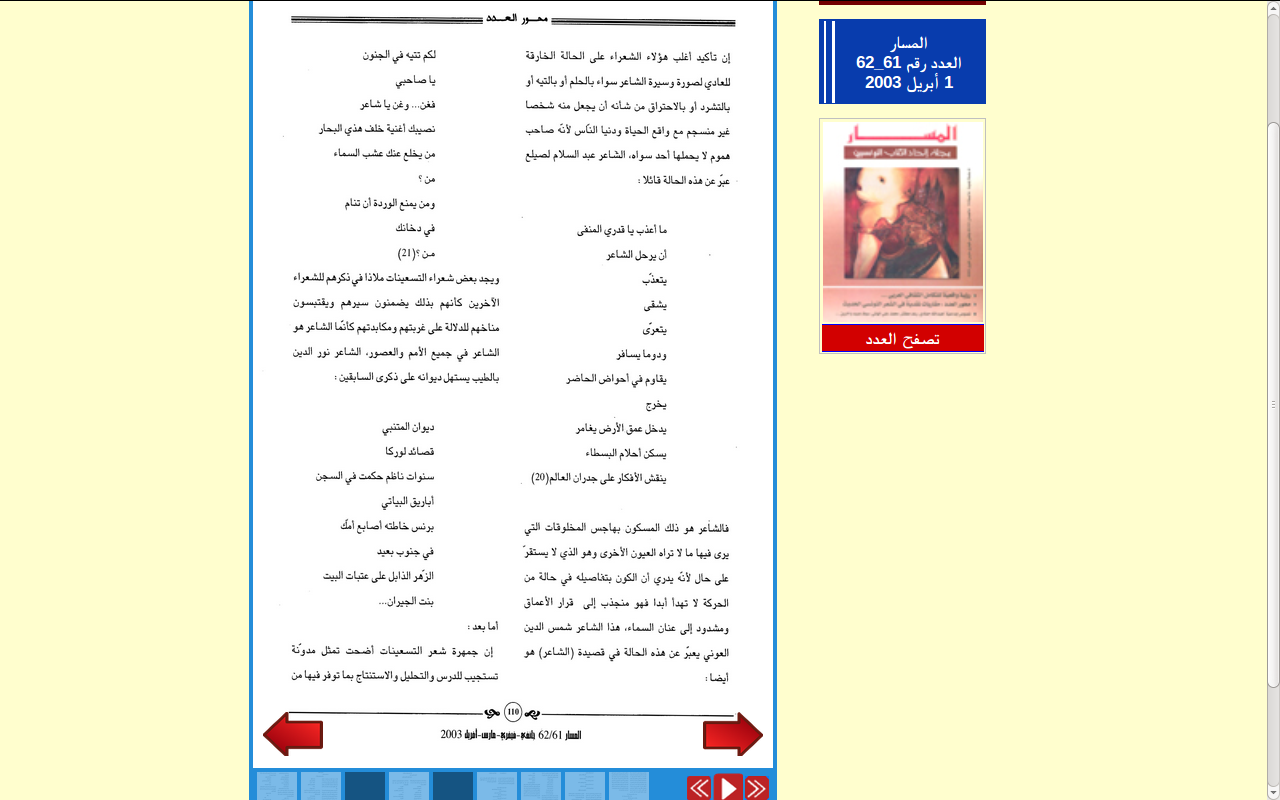 محور العدد
إن تأكيد أغلب هؤلاء الشعراء على الحالة الخارقة
للعادي لصورة وسيرة الشاعر سواء بالحلم أو بالتيه أو
بالتشرد أو بالاحتراق من شأنه أن يجعل منه شخصا
غير منسجم مع واقع الحياة ودنيا النّاس لأنّه صاحب
هموم لا يحملها أحد سواه، الشاعر عبد السلام لصيلع
عبّر عن هذه الحالة قائلا :
ما أعذب يا قدري المنفى
أن يرحل الشاعر
يتعذّب
يشقى
يتعرّى
ودوما يسافر
يقاوم في أحواض الحاضر
يخرج
يدخل عمق الأرض يغامر
يسكن أحلام البسطاء
ينقش الأفكار على جدران العالم(20)
فالشاعر هو ذلك المسكون بهاجس المخلوقات التي
يرى فيها ما لا تراه العيون الأخرى وهو الذي لا يستقرّ
على حال لأنّه يدري أن الكون بتفاصيله في حالة من
الحركة لا تهدأ أبدا فهو منجذب إلى قرار الأعماق
ومشدود إلى عنان السماء، هذا الشاعر شمس الدين
العوني يعبّر عن هذه الحالة في قصيدة (الشاعر) هو
أيضا :
لكم تتيه في الجنون
يا صاحبي
فغن... وغن يا شاعر
نصيبك أغنية خلف هذي البحار
من يخلع عنك عشب السماء
من ؟
ومن يمنع الوردة أن تنام
في دخانك
مـن ؟(21)
ويجد بعض شعراء التسعينات ملاذا في ذكرهم للشعراء
الآخرين كأنهم بذلك يضمنون سيرهم ويقتبسون
مناخهم للدلالة على غربتهم ومكابدتهم كأنّما الشاعر هو
الشاعر في جميع الأمم والعصور، الشاعر نور الدين
بالطيب يستهل ديوانه على ذكرى السابقين :
ديوان المتنبي
قصائد لوركا
سنوات ناظم حكمت في السجن
أباريق البياتي
برنس خاطته أصابع أمّك
في جنوب بعيد
الزّهر الذابل على عتبات البيت
بنت الجيران...
أما بعد :
إن جمهرة شعر التسعينات أضحت تمثل مدوّنة
تستجيب للدرس والتحليل والاستنتاج بما توفر فيها من
110
المسار 62/61 جانفي-فيفري-مارس-أفريل 2003
المسار
العدد رقم 61_62
1 أبريل 2003
المسار
مجلة اتحاد الكتاب التونسيين
تصفح العدد